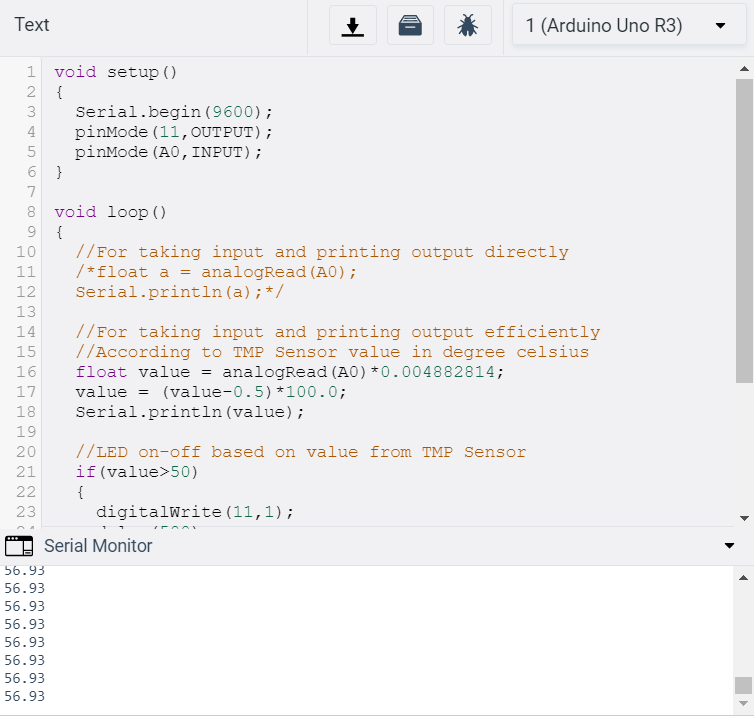 Text
1 (Arduino Uno R3)
1 void setup()
2 {
3   Serial.begin(9600);
4   pinMode(11,OUTPUT);
5   pinMode(A0,INPUT);
6 }
7
8 void loop()
9 {
10   //For taking input and printing output directly
11   /*float a = analogRead(A0);
12   Serial.println(a);*/
13
14   //For taking input and printing output efficiently
15   //According to TMP Sensor value in degree celsius
16   float value = analogRead(A0)*0.004882814;
17   value = (value-0.5)*100.0;
18   Serial.println(value);
19
20   //LED on-off based on value from TMP Sensor
21   if(value>50)
22   {
23     digitalWrite(11,1);
Serial Monitor
56.93
56.93
56.93
56.93
56.93
56.93
56.93
56.93